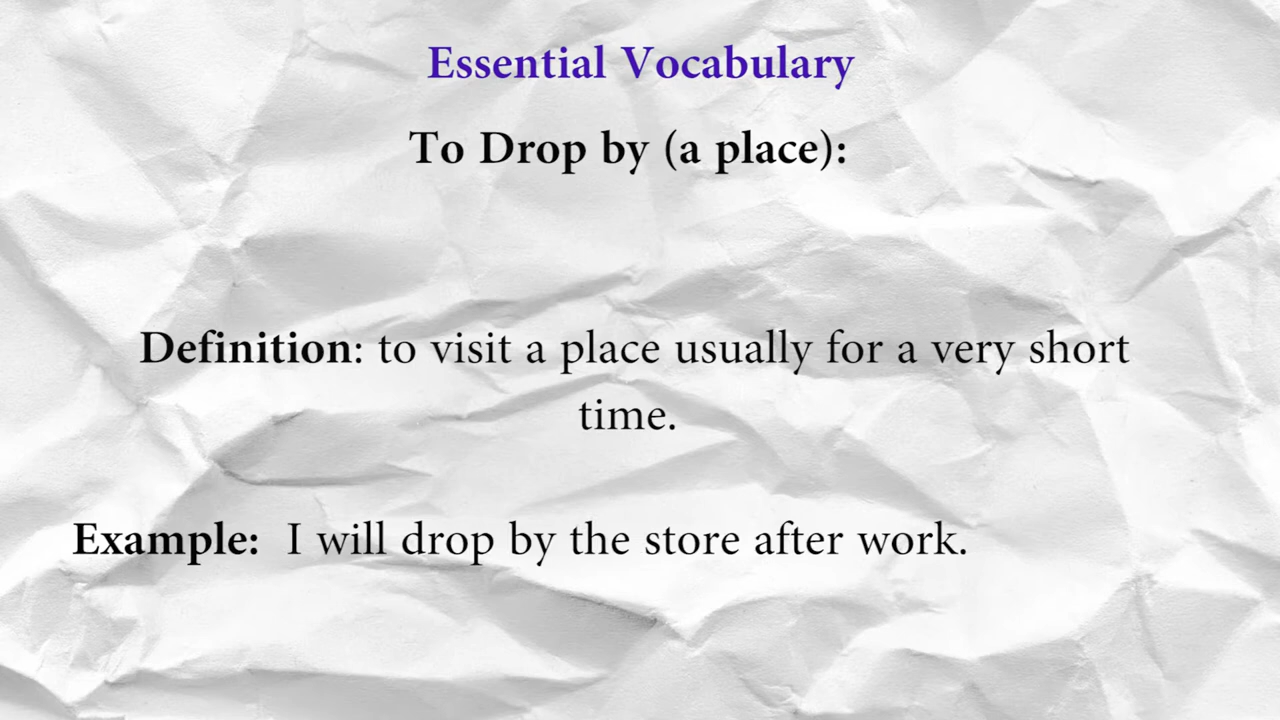 Essential Vocabulary
To Drop by (a place):
Definition: to visit a place usually for a very short
time.
Example: I will drop by the store after work.